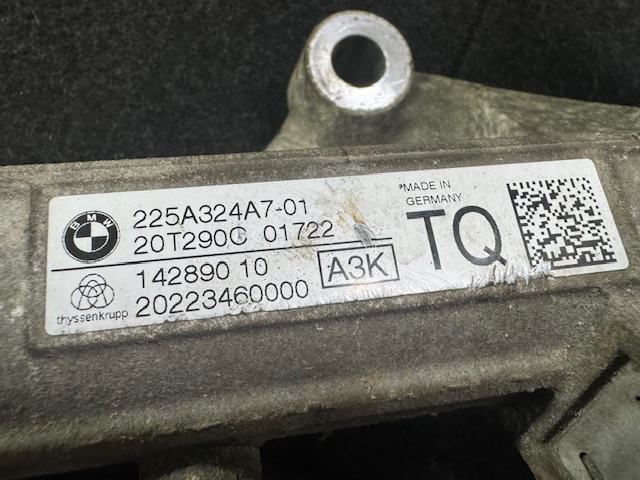 BMW
225A324A7-01
20T290C 01722
thyssenkrupp
142890 10
20223460000
A3K
*MADE IN
GERMANY
TQ